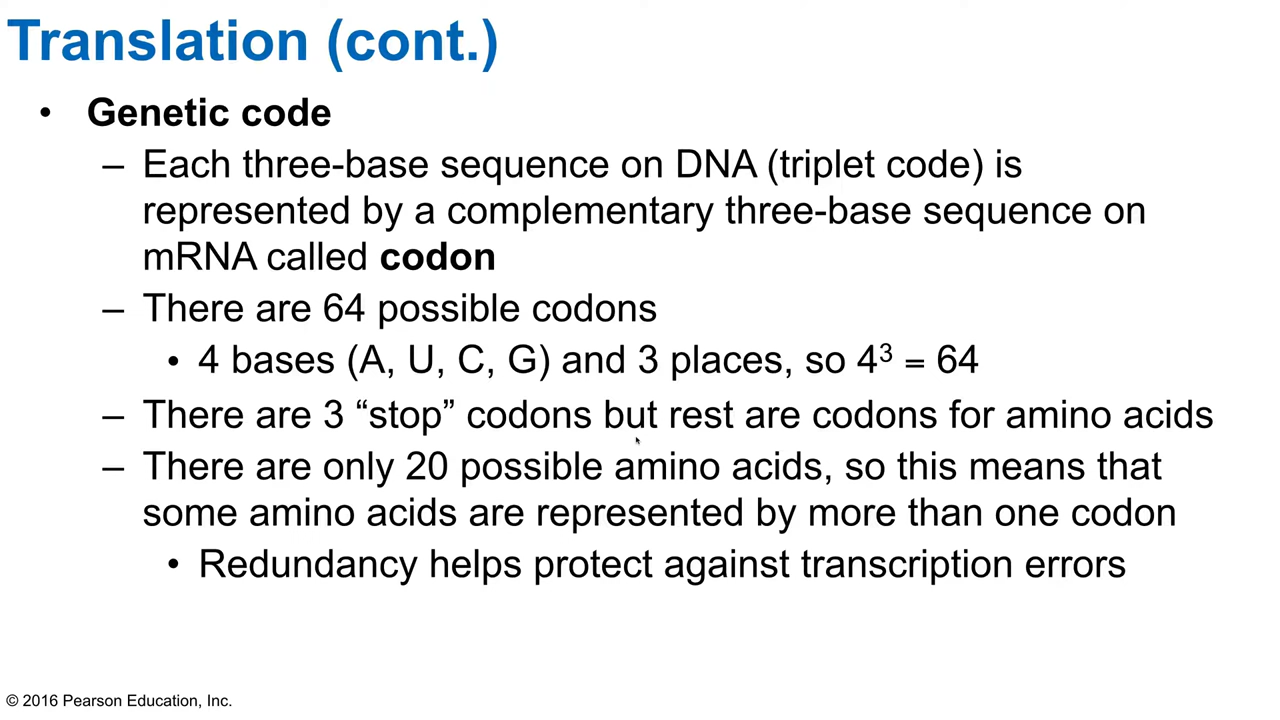 Translation (cont.)
• Genetic code
– Each three-base sequence on DNA (triplet code) is
represented by a complementary three-base sequence on
mRNA called codon
– There are 64 possible codons
• 4 bases (A, U, C, G) and 3 places, so 4³ = 64
– There are 3 “stop” codons but rest are codons for amino acids
– There are only 20 possible amino acids, so this means that
some amino acids are represented by more than one codon
• Redundancy helps protect against transcription errors
© 2016 Pearson Education, Inc.